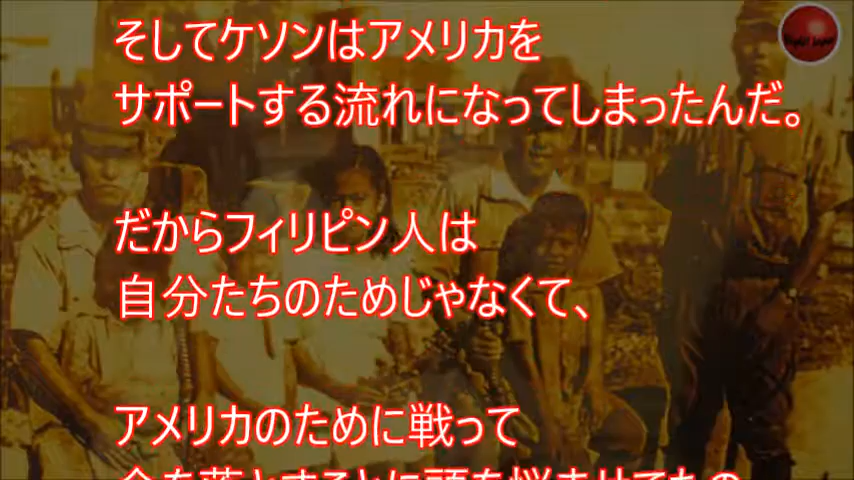 そしてケソンはアメリカを
サポートする流れになってしまったんだ。
だからフィリピン人は
自分たちのためじゃなくて、
アメリカのために戦って